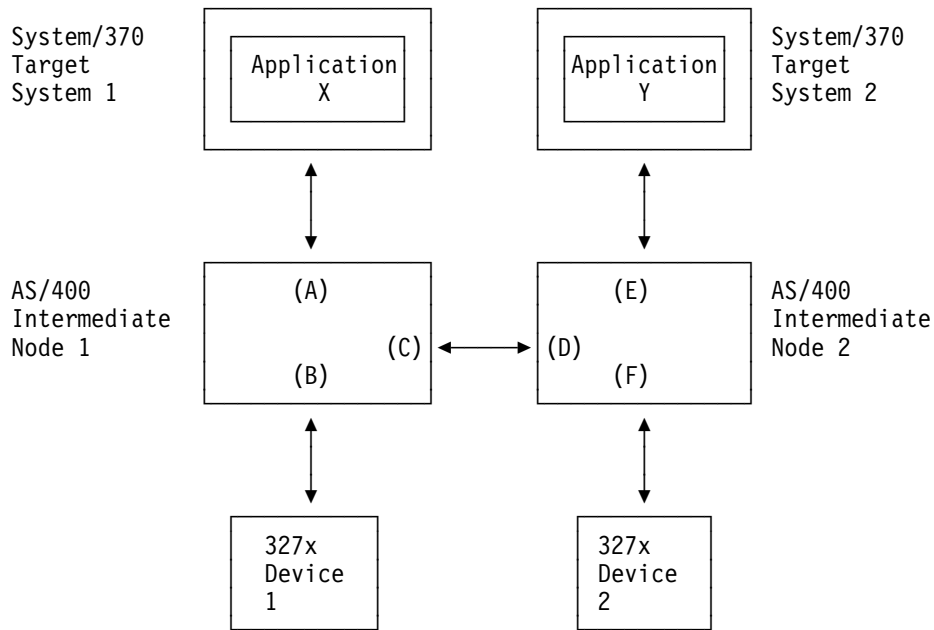 System/370
Target
System 1
Application
X
Application
Y
System/370
Target
System 2
AS/400
Intermediate
Node 1
(A)
(B)
(C)
(D)
(E)
(F)
AS/400
Intermediate
Node 2
327x
Device
1
327x
Device
2